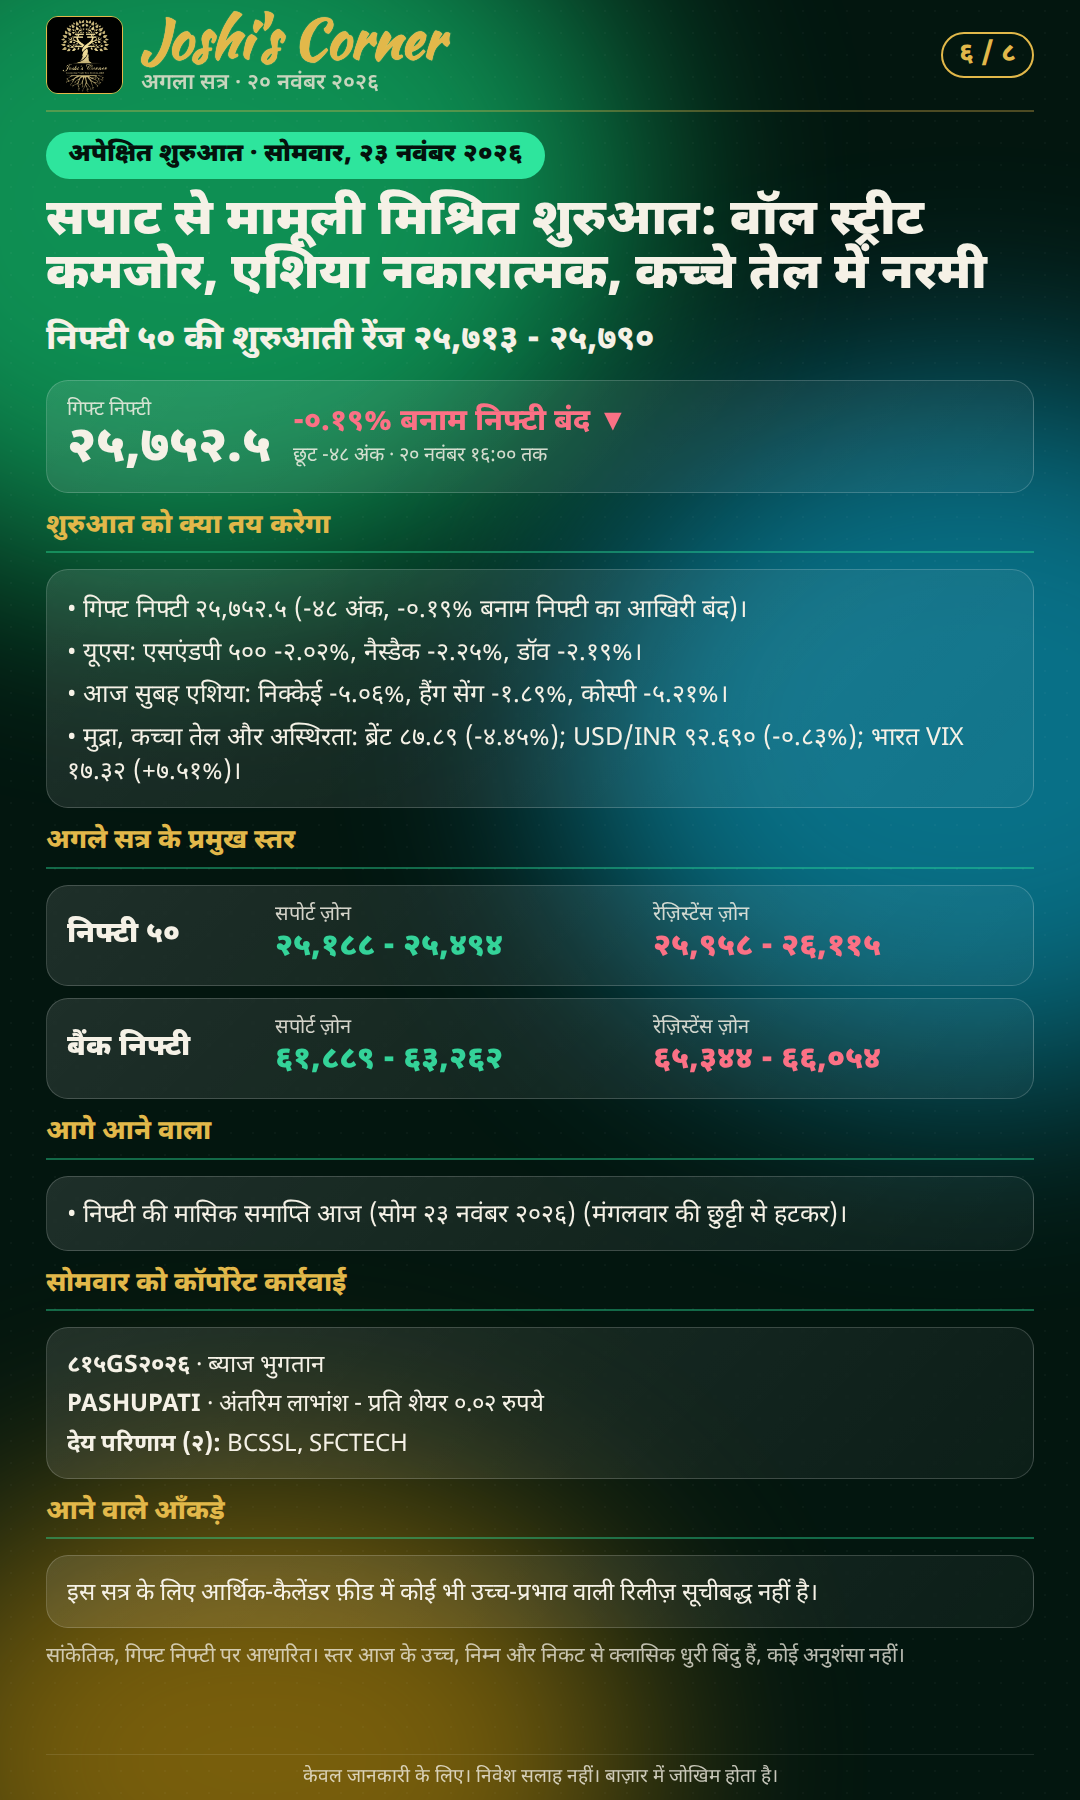 Joshi's Corner
Joshi's Corner
अगला सत्र · २० नवंबर २०२६
६ / ८
अपेक्षित शुरुआत · सोमवार, २३ नवंबर २०२६
सपाट से मामूली मिश्रित शुरुआत: वॉल स्ट्रीट
कमजोर, एशिया नकारात्मक, कच्चे तेल में नरमी
निफ्टी ५० की शुरुआती रेंज २५,७१३ - २५,७९०
गिफ्ट निफ्टी
२५,७५२.५
-०.१९% बनाम निफ्टी बंद ▼
छूट -४८ अंक · २० नवंबर १६:०० तक
शुरुआत को क्या तय करेगा
• गिफ्ट निफ्टी २५,७५२.५ (-४८ अंक, -०.१९% बनाम निफ्टी का आखिरी बंद)।
• यूएस: एसएंडपी ५०० -२.०२%, नैस्डैक -२.२५%, डॉव -२.१९%।
• आज सुबह एशिया: निक्केई -५.०६%, हैंग सेंग -१.८९%, कोस्पी -५.२१%।
• मुद्रा, कच्चा तेल और अस्थिरता: ब्रेंट ८७.८९ (-४.४५%); USD/INR ९२.६९० (-०.८३%); भारत VIX
१७.३२ (+७.५१%)।
अगले सत्र के प्रमुख स्तर
निफ्टी ५०
सपोर्ट ज़ोन
२५,१८८ - २५,४९४
रेज़िस्टेंस ज़ोन
२५,९५८ - २६,११५
बैंक निफ्टी
सपोर्ट ज़ोन
६१,८८९ - ६३,२६२
रेज़िस्टेंस ज़ोन
६५,३४४ - ६६,०५४
आगे आने वाला
• निफ्टी की मासिक समाप्ति आज (सोम २३ नवंबर २०२६) (मंगलवार की छुट्टी से हटकर)।
सोमवार को कॉर्पोरेट कार्रवाई
८१५GS२०२६ · ब्याज भुगतान
PASHUPATI · अंतरिम लाभांश - प्रति शेयर ०.०२ रुपये
देय परिणाम (२): BCSSL, SFCTECH
आने वाले आँकड़े
इस सत्र के लिए आर्थिक-कैलेंडर फ़ीड में कोई भी उच्च-प्रभाव वाली रिलीज़ सूचीबद्ध नहीं है।
सांकेतिक, गिफ्ट निफ्टी पर आधारित। स्तर आज के उच्च, निम्न और निकट से क्लासिक धुरी बिंदु हैं, कोई अनुशंसा नहीं।
केवल जानकारी के लिए। निवेश सलाह नहीं। बाज़ार में जोखिम होता है।